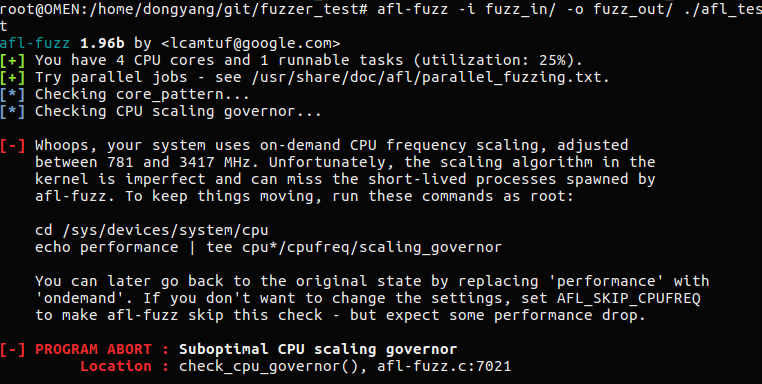 root@OMEN:/home/dongyang/git/fuzzer_test# afl-fuzz -i fuzz_in/ -o fuzz_out/ ./afl_tes
t
afl-fuzz 1.96b by <lcamtuf@google.com>
[+] You have 4 CPU cores and 1 runnable tasks (utilization: 25%).
[+] Try parallel jobs - see /usr/share/doc/afl/parallel_fuzzing.txt.
[*] Checking core_pattern...
[*] Checking CPU scaling governor...

[-] Whoops, your system uses on-demand CPU frequency scaling, adjusted
    between 781 and 3417 MHz. Unfortunately, the scaling algorithm in the
    kernel is imperfect and can miss the short-lived processes spawned by
    afl-fuzz. To keep things moving, run these commands as root:

    cd /sys/devices/system/cpu
    echo performance | tee cpu*/cpufreq/scaling_governor

    You can later go back to the original state by replacing 'performance' with
    'ondemand'. If you don't want to change the settings, set AFL_SKIP_CPUFREQ
    to make afl-fuzz skip this check - but expect some performance drop.

[-] PROGRAM ABORT : Suboptimal CPU scaling governor
         Location : check_cpu_governor(), afl-fuzz.c:7021